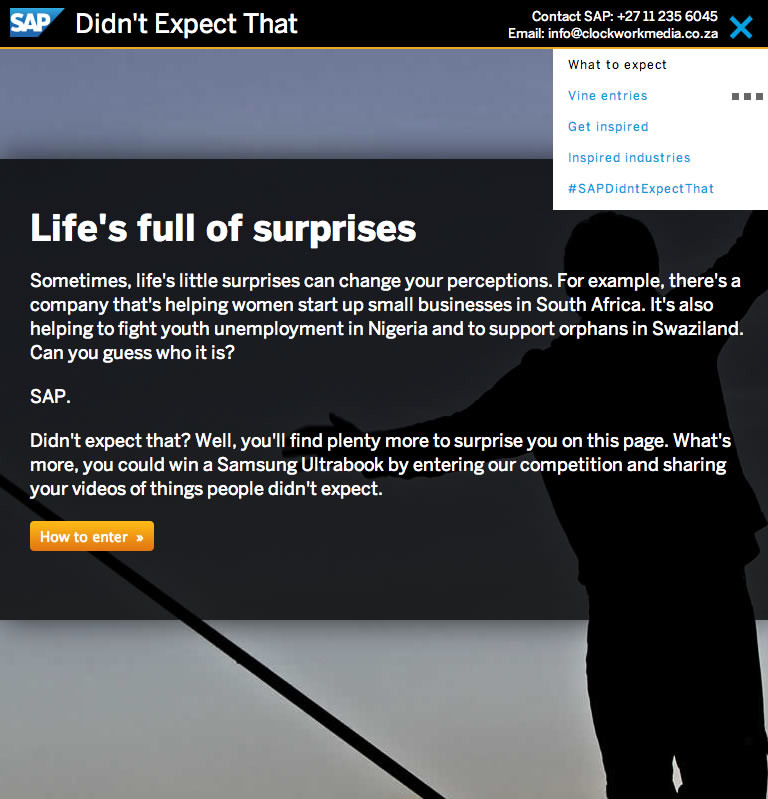 SAP Didn't Expect That
Contact SAP: +27 11 235 6045
Email: info@clockworkmedia.co.za
What to expect
Vine entries
Get inspired
Inspired industries
#SAPDidntExpectThat
Life's full of surprises
Sometimes, life's little surprises can change your perceptions. For example, there's a
company that's helping women start up small businesses in South Africa. It's also
helping to fight youth unemployment in Nigeria and to support orphans in Swaziland.
Can you guess who it is?
SAP.
Didn't expect that? Well, you'll find plenty more to surprise you on this page. What's
more, you could win a Samsung Ultrabook by entering our competition and sharing
your videos of things people didn't expect.
How to enter »